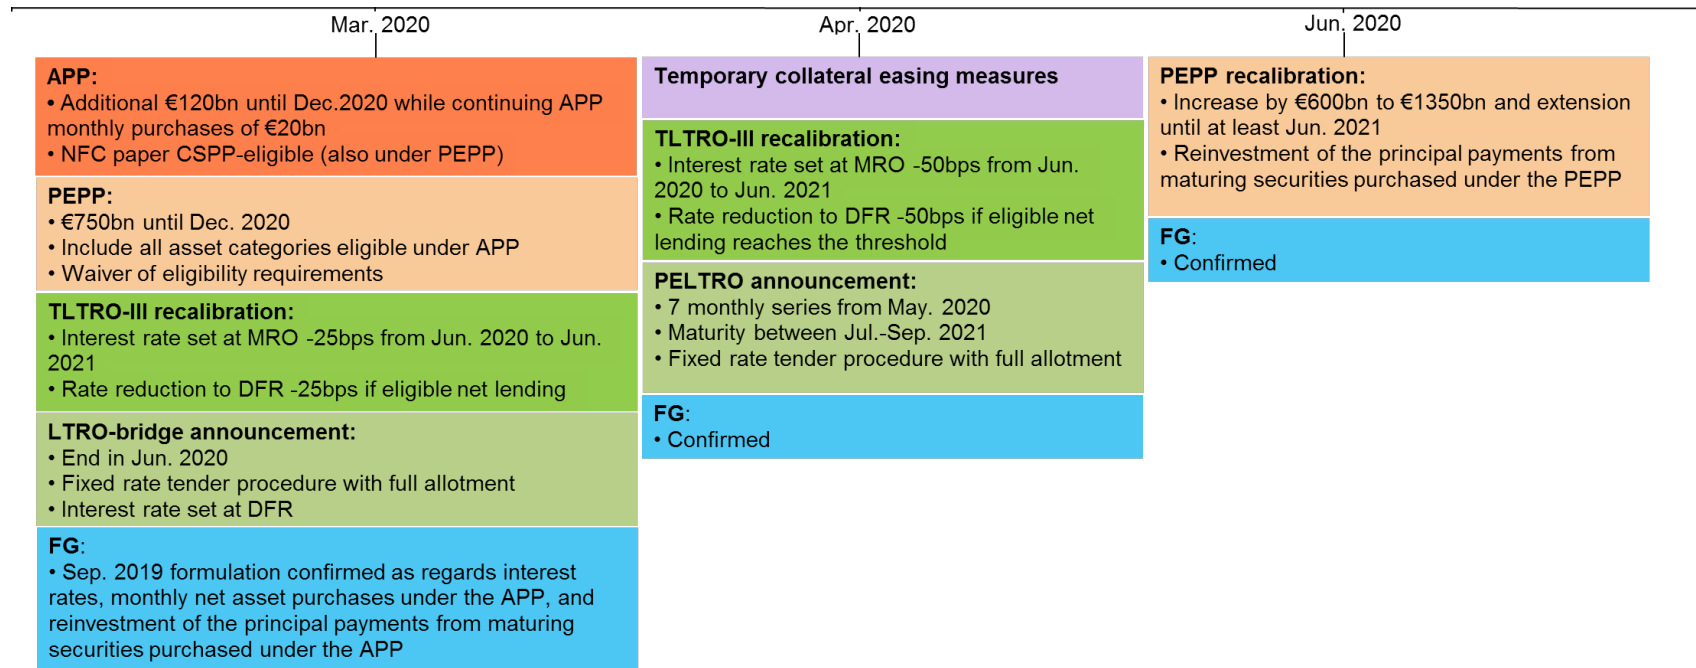 Mar. 2020
Apr. 2020
Jun. 2020
APP:
• Additional €120bn until Dec.2020 while continuing APP
monthly purchases of €20bn
• NFC paper CSPP-eligible (also under PEPP)
PEPP:
• €750bn until Dec. 2020
• Include all asset categories eligible under APP
• Waiver of eligibility requirements
TLTRO-III recalibration:
• Interest rate set at MRO -25bps from Jun. 2020 to Jun.
2021
• Rate reduction to DFR -25bps if eligible net lending
LTRO-bridge announcement:
• End in Jun. 2020
• Fixed rate tender procedure with full allotment
• Interest rate set at DFR
FG:
• Sep. 2019 formulation confirmed as regards interest
rates, monthly net asset purchases under the APP, and
reinvestment of the principal payments from maturing
securities purchased under the APP
Temporary collateral easing measures
TLTRO-III recalibration:
• Interest rate set at MRO -50bps from Jun.
2020 to Jun. 2021
• Rate reduction to DFR -50bps if eligible net
lending reaches the threshold
PELTRO announcement:
• 7 monthly series from May. 2020
• Maturity between Jul.-Sep. 2021
• Fixed rate tender procedure with full allotment
FG:
• Confirmed
PEPP recalibration:
• Increase by €600bn to €1350bn and extension
until at least Jun. 2021
• Reinvestment of the principal payments from
maturing securities purchased under the PEPP
FG:
• Confirmed